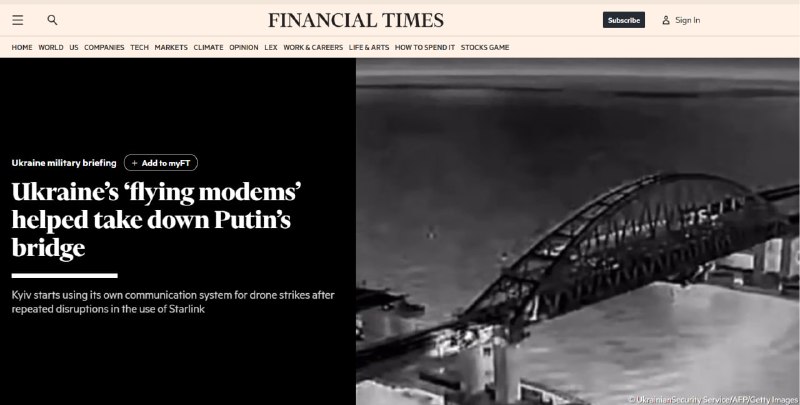 FINANCIAL TIMES
Subscribe
Sign In
HOME WORLD US COMPANIES TECH MARKETS CLIMATE OPINION LEX WORK & CAREERS LIFE & ARTS HOW TO SPEND IT STOCKS GAME
Ukraine military briefing
+ Add to myFT
Ukraine’s ‘flying modems’
helped take down Putin’s
bridge
Kyiv starts using its own communication system for drone strikes after
repeated disruptions in the use of Starlink
© UkrainianSecurity Service/AFP/Getty Images